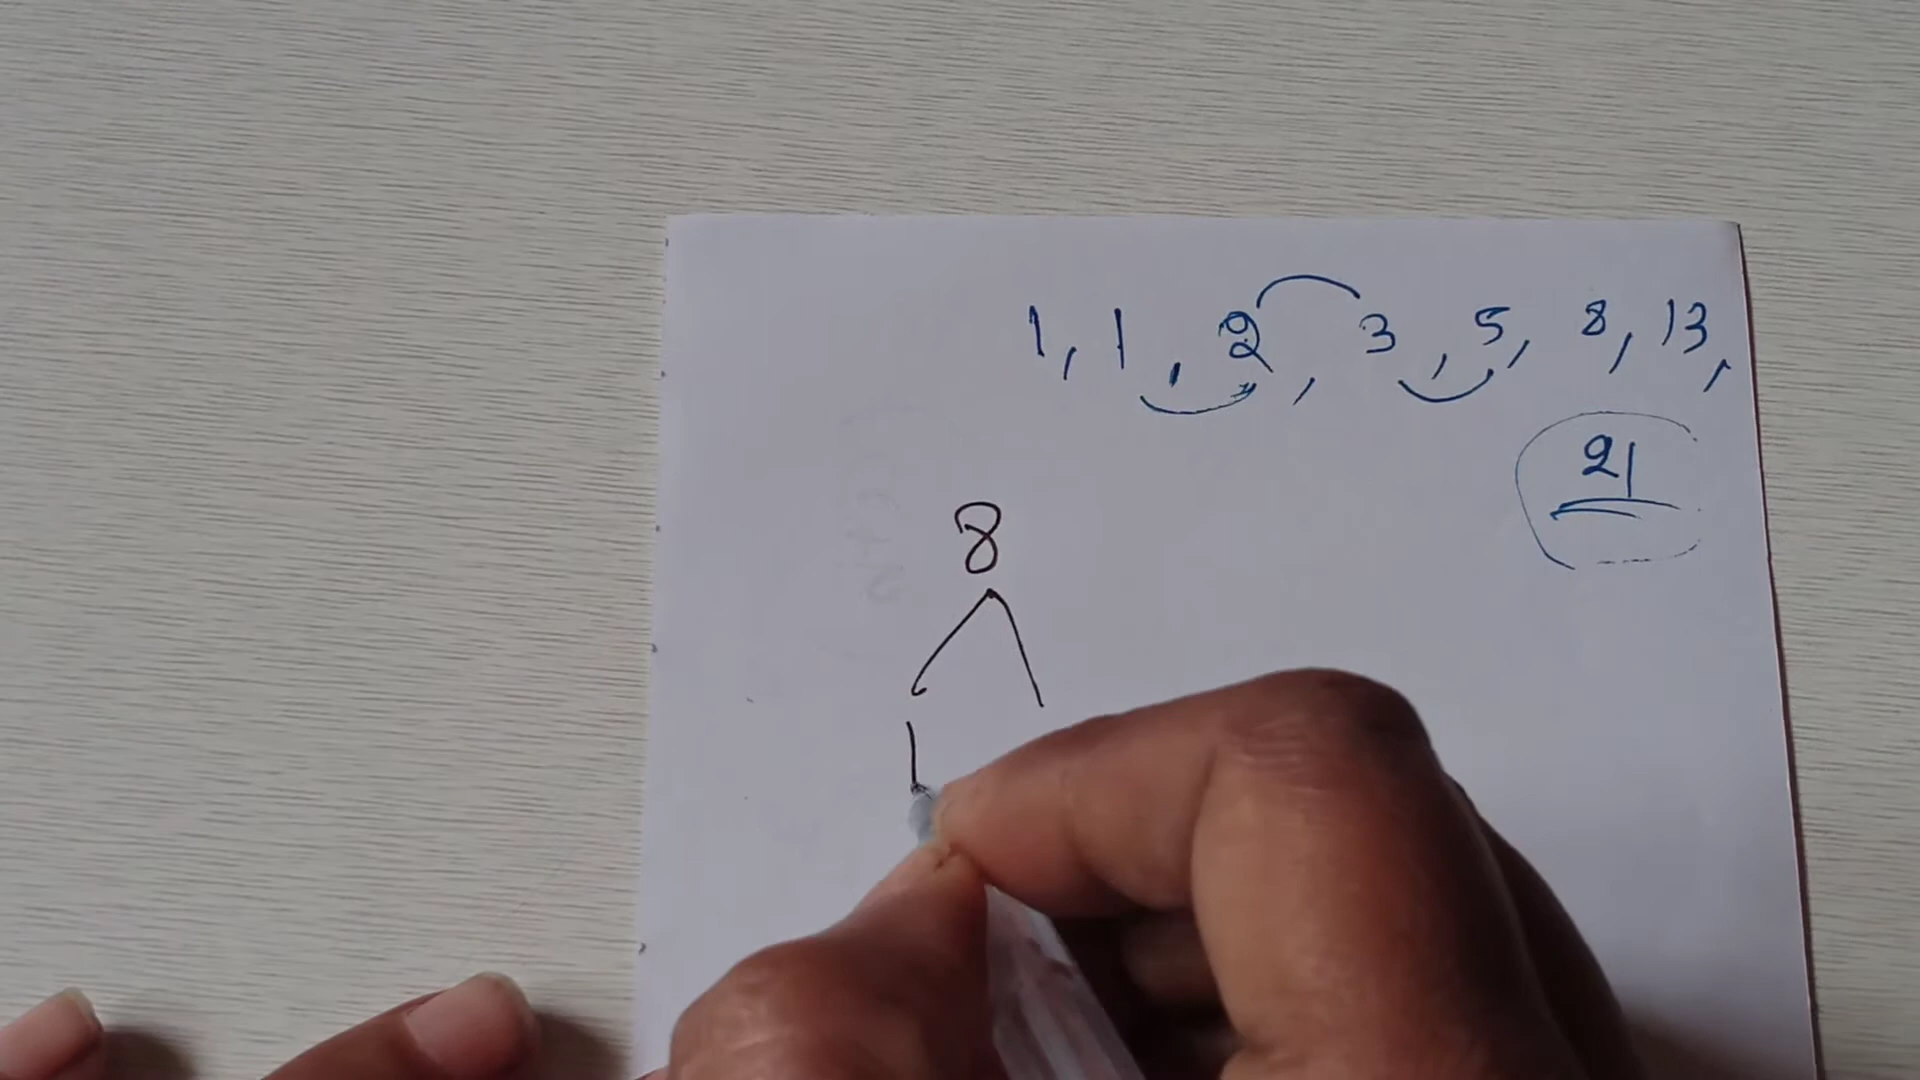 1, 1, 2, 3, 5, 8, 13,
21
8